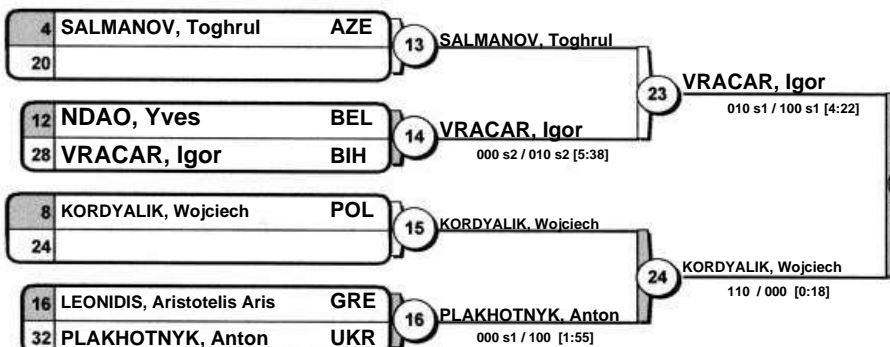 4 SALMANOV, Toghrul AZE
20
13 SALMANOV, Toghrul
12 NDAO, Yves BEL
28 VRACAR, Igor BIH
14 VRACAR, Igor
000 s2 / 010 s2 [5:38]
23 VRACAR, Igor
010 s1 / 100 s1 [4:22]
8 KORDYALIK, Wojciech POL
24
15 KORDYALIK, Wojciech
16 LEONIDIS, Aristotelis Aris GRE
32 PLAKHOTNYK, Anton UKR
16 PLAKHOTNYK, Anton
000 s1 / 100 [1:55]
24 KORDYALIK, Wojciech
110 / 000 [0:18]